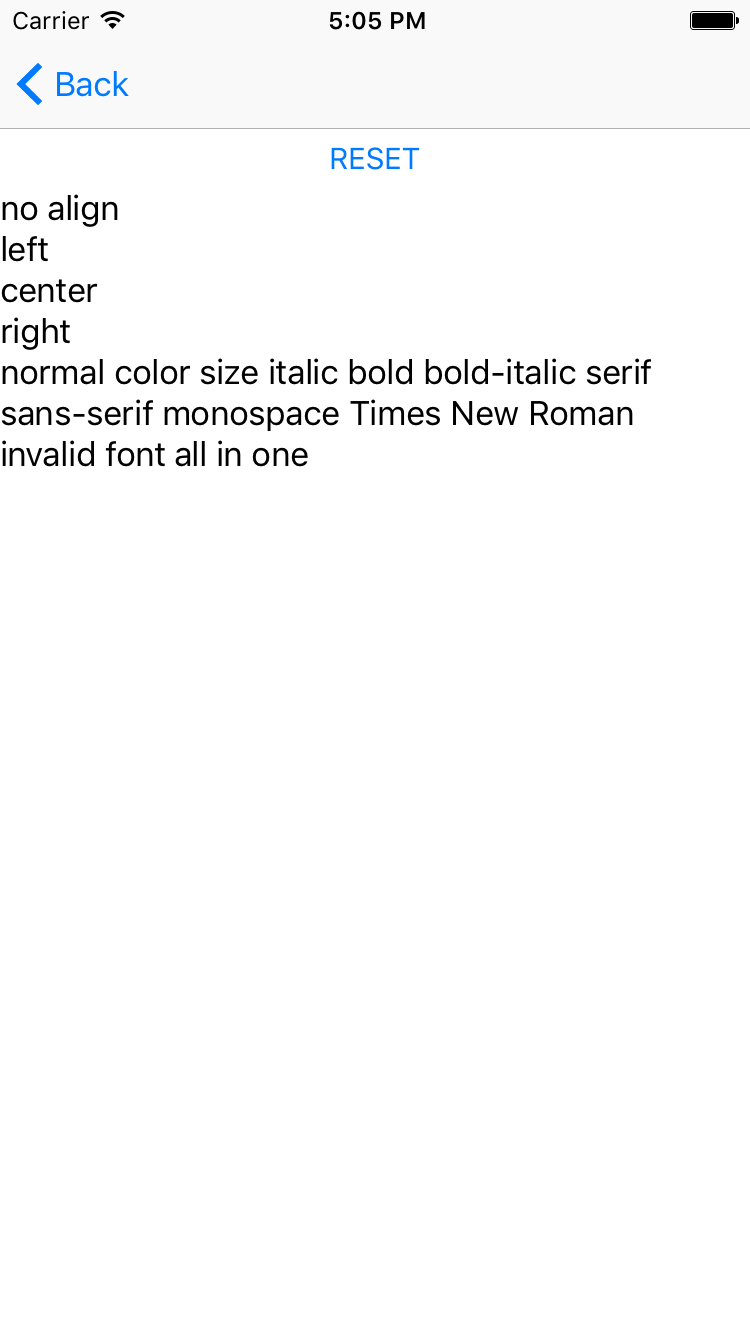 Carrier 5:05 PM
Back
RESET
no align
left
center
right
normal color size italic bold bold-italic serif
sans-serif monospace Times New Roman
invalid font all in one